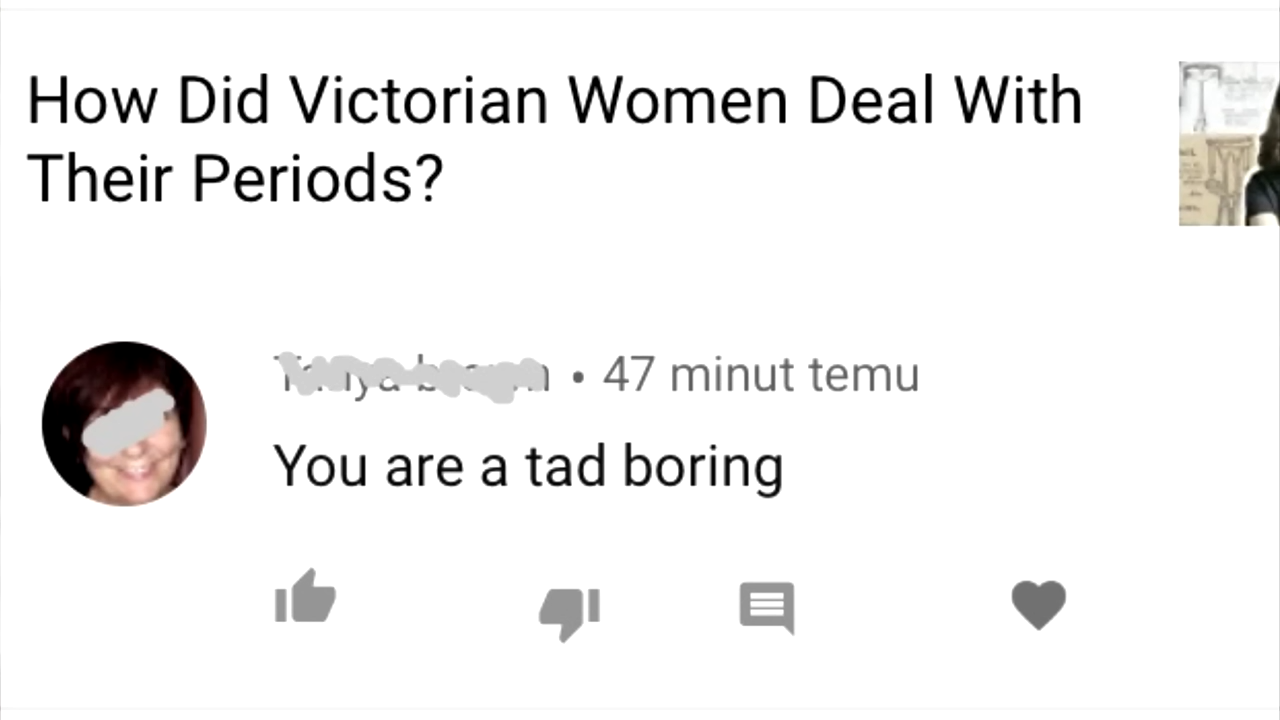 How Did Victorian Women Deal With
Their Periods?
• 47 minut temu
You are a tad boring